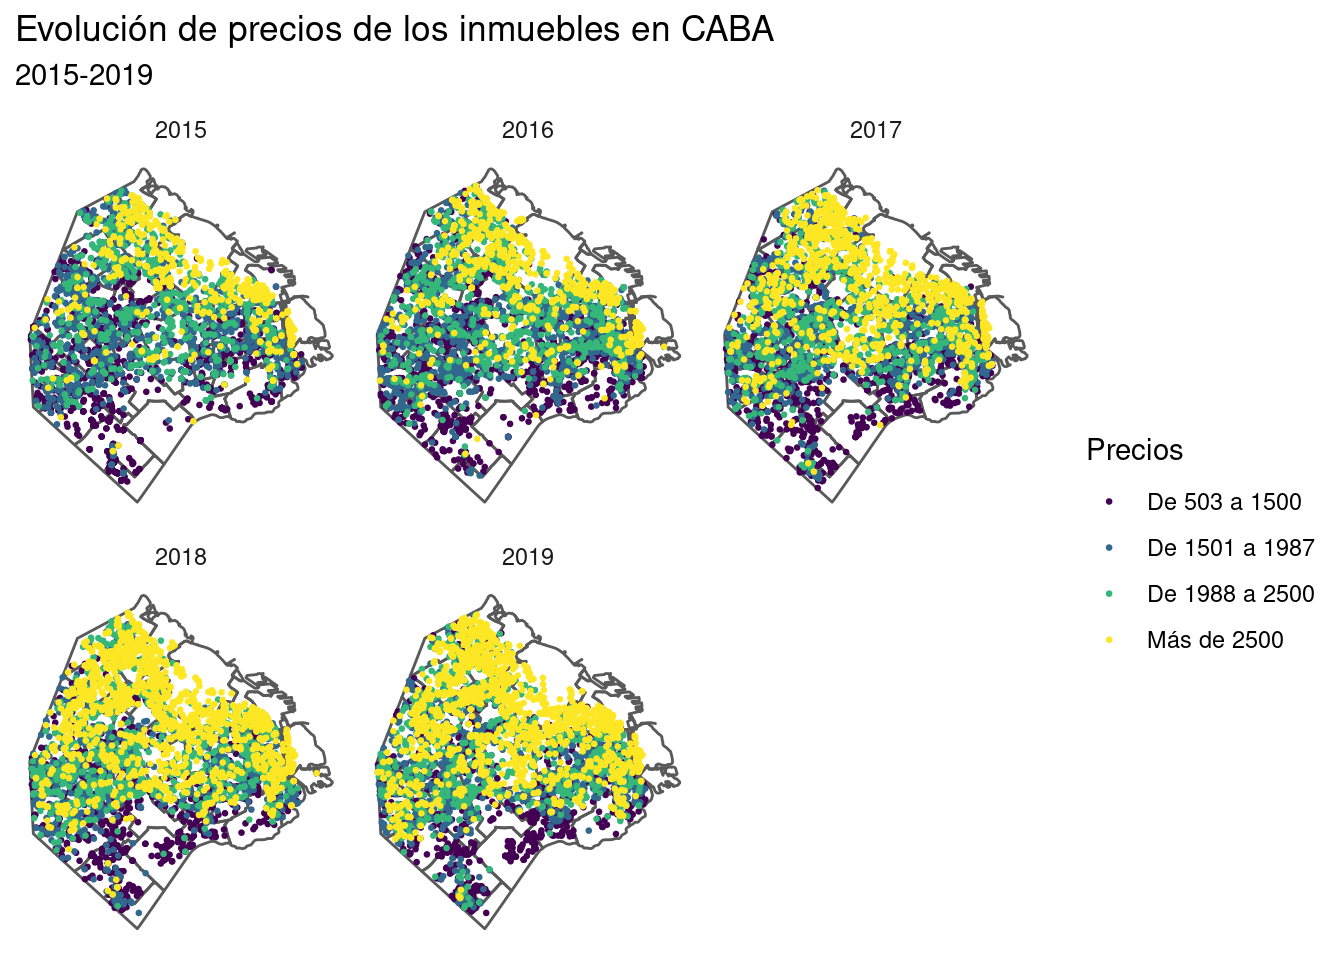 Evolución de precios de los inmuebles en CABA
2015-2019
2015
2016
2017
2018
2019
Precios
De 503 a 1500
De 1501 a 1987
De 1988 a 2500
Más de 2500